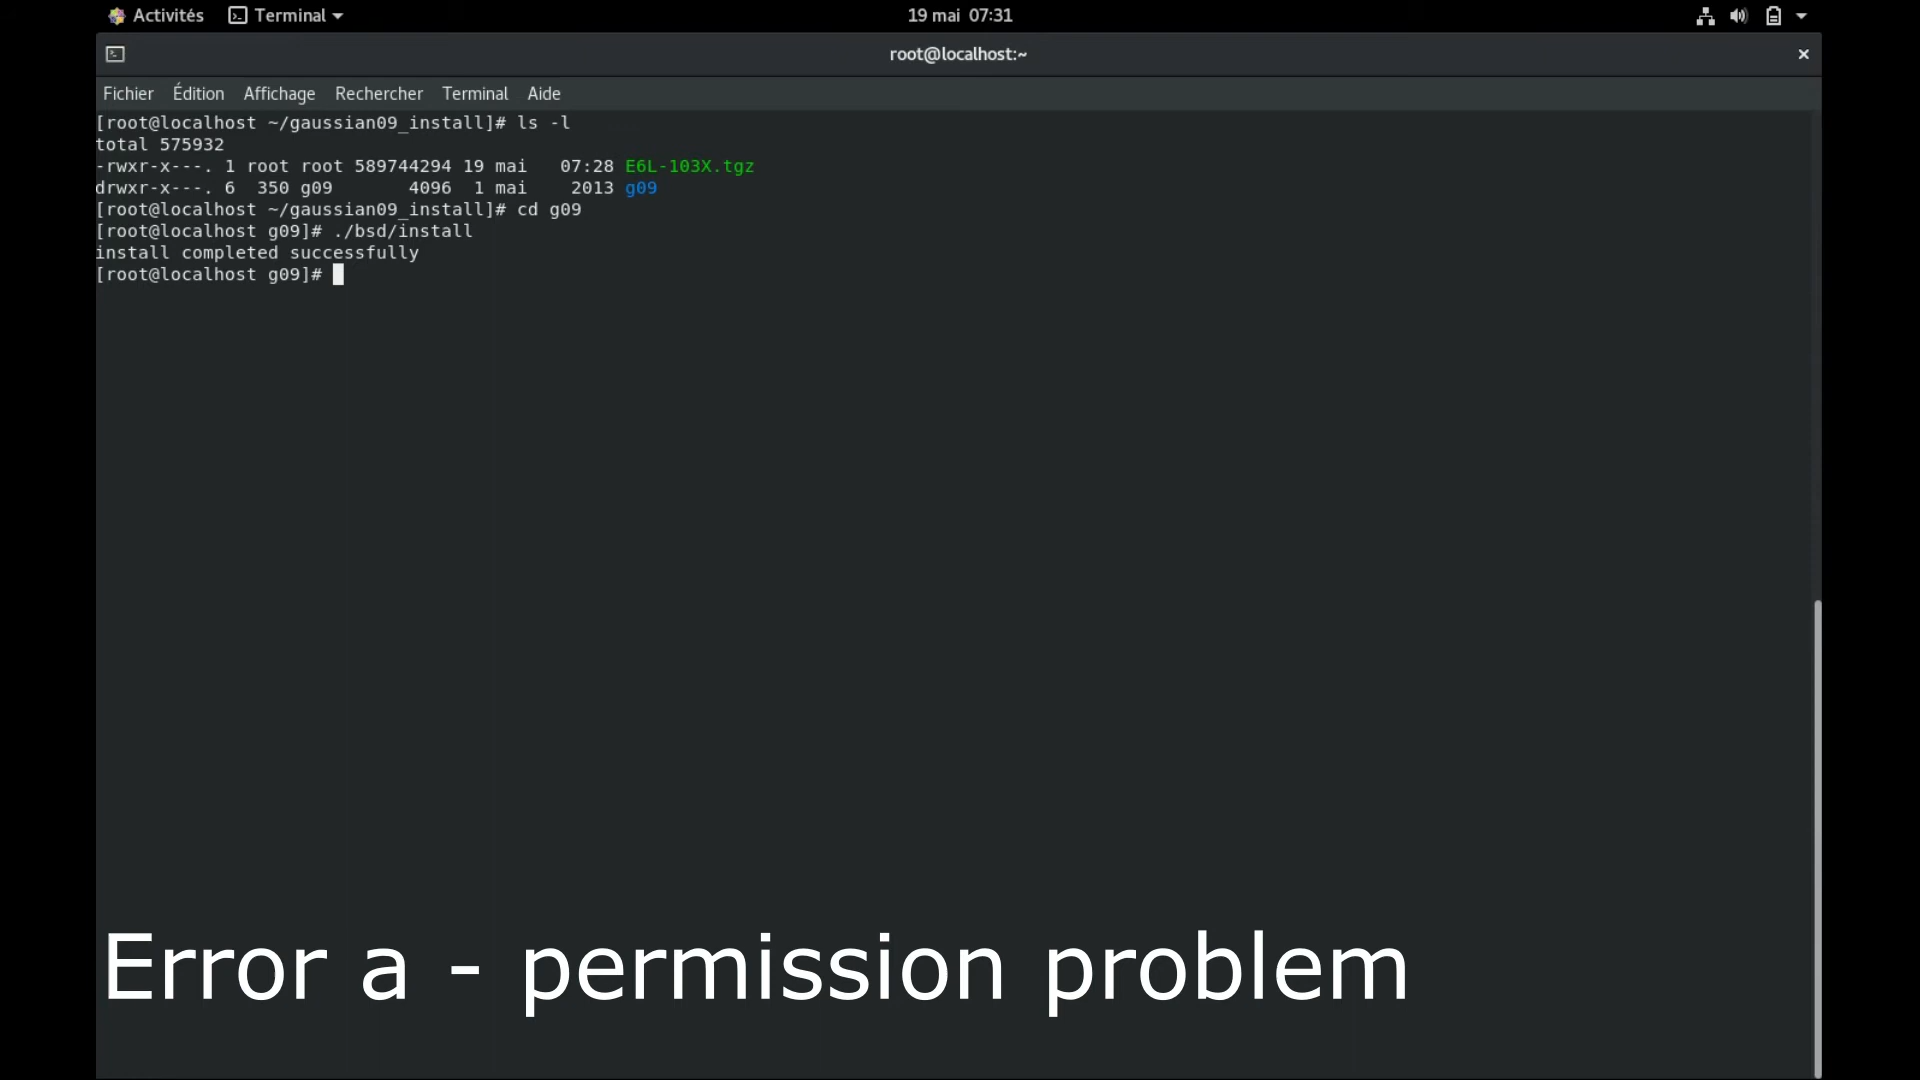 Activités Terminal 19 mai 07:31
root@localhost:~
Fichier Édition Affichage Rechercher Terminal Aide
[root@localhost ~/gaussian09_install]# ls -l
total 575932
-rwxr-x---. 1 root root 589744294 19 mai   07:28 E6L-103X.tgz
drwxr-x---. 6  350 g09       4096  1 mai    2013 g09
[root@localhost ~/gaussian09_install]# cd g09
[root@localhost g09]# ./bsd/install
install completed successfully
[root@localhost g09]#
Error a - permission problem